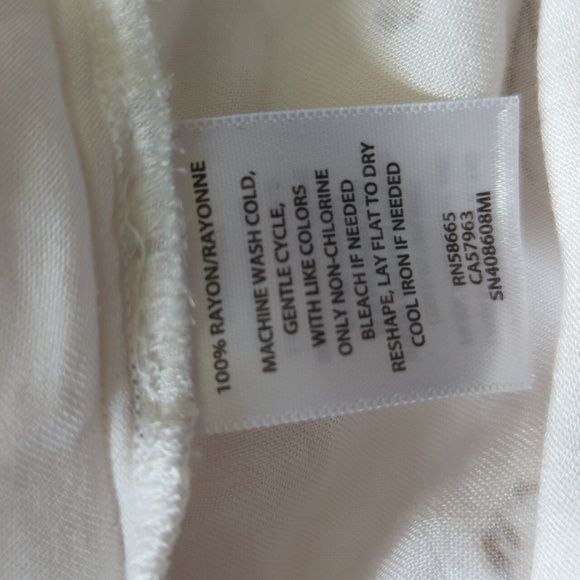 100% RAYON/RAYONNE
MACHINE WASH COLD,
GENTLE CYCLE,
WITH LIKE COLORS
ONLY NON-CHLORINE
BLEACH IF NEEDED
RESHAPE, LAY FLAT TO DRY
COOL IRON IF NEEDED
RN58665
CA57963
SN408608MI